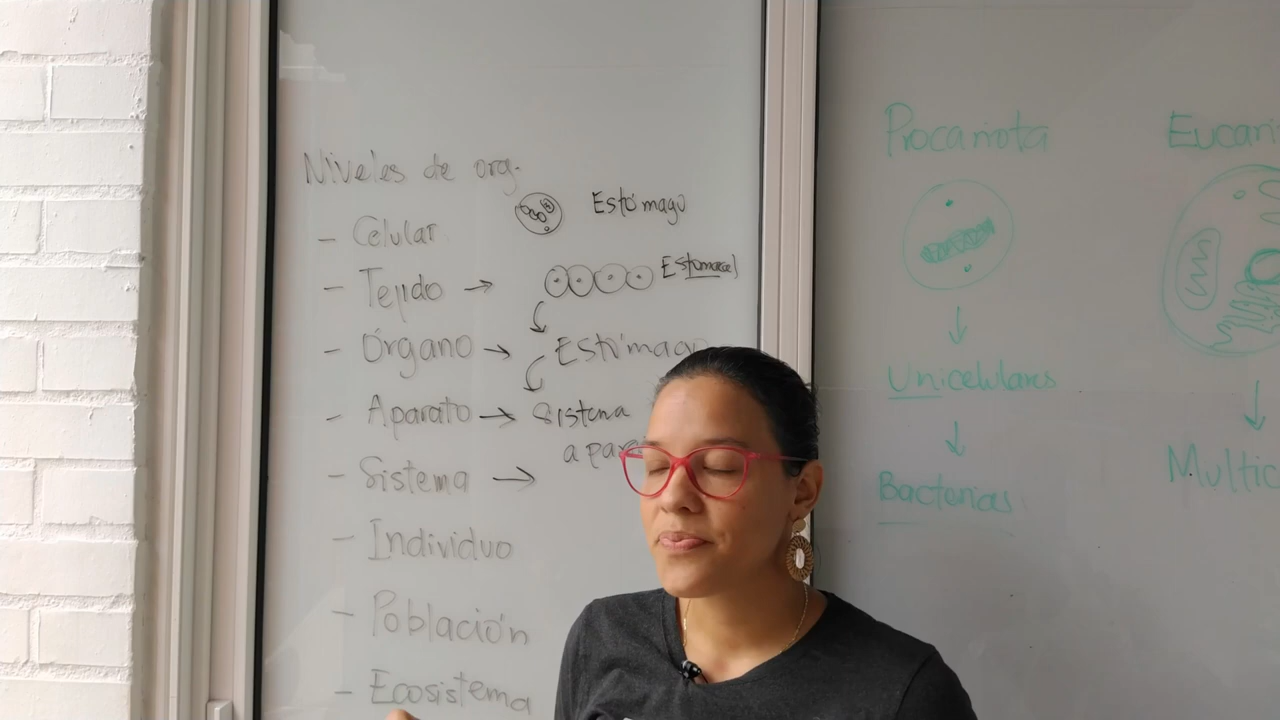 Niveles de org.
- Celular Estómago
- Tejido → Estomacal
- Órgano → Estómago
- Aparato → Sistema
- Sistema →
- Individuo
- Población
- Ecosistema
Procariota
↓
Unicelulares
↓
Bacterias
Eucari
↓
Multic